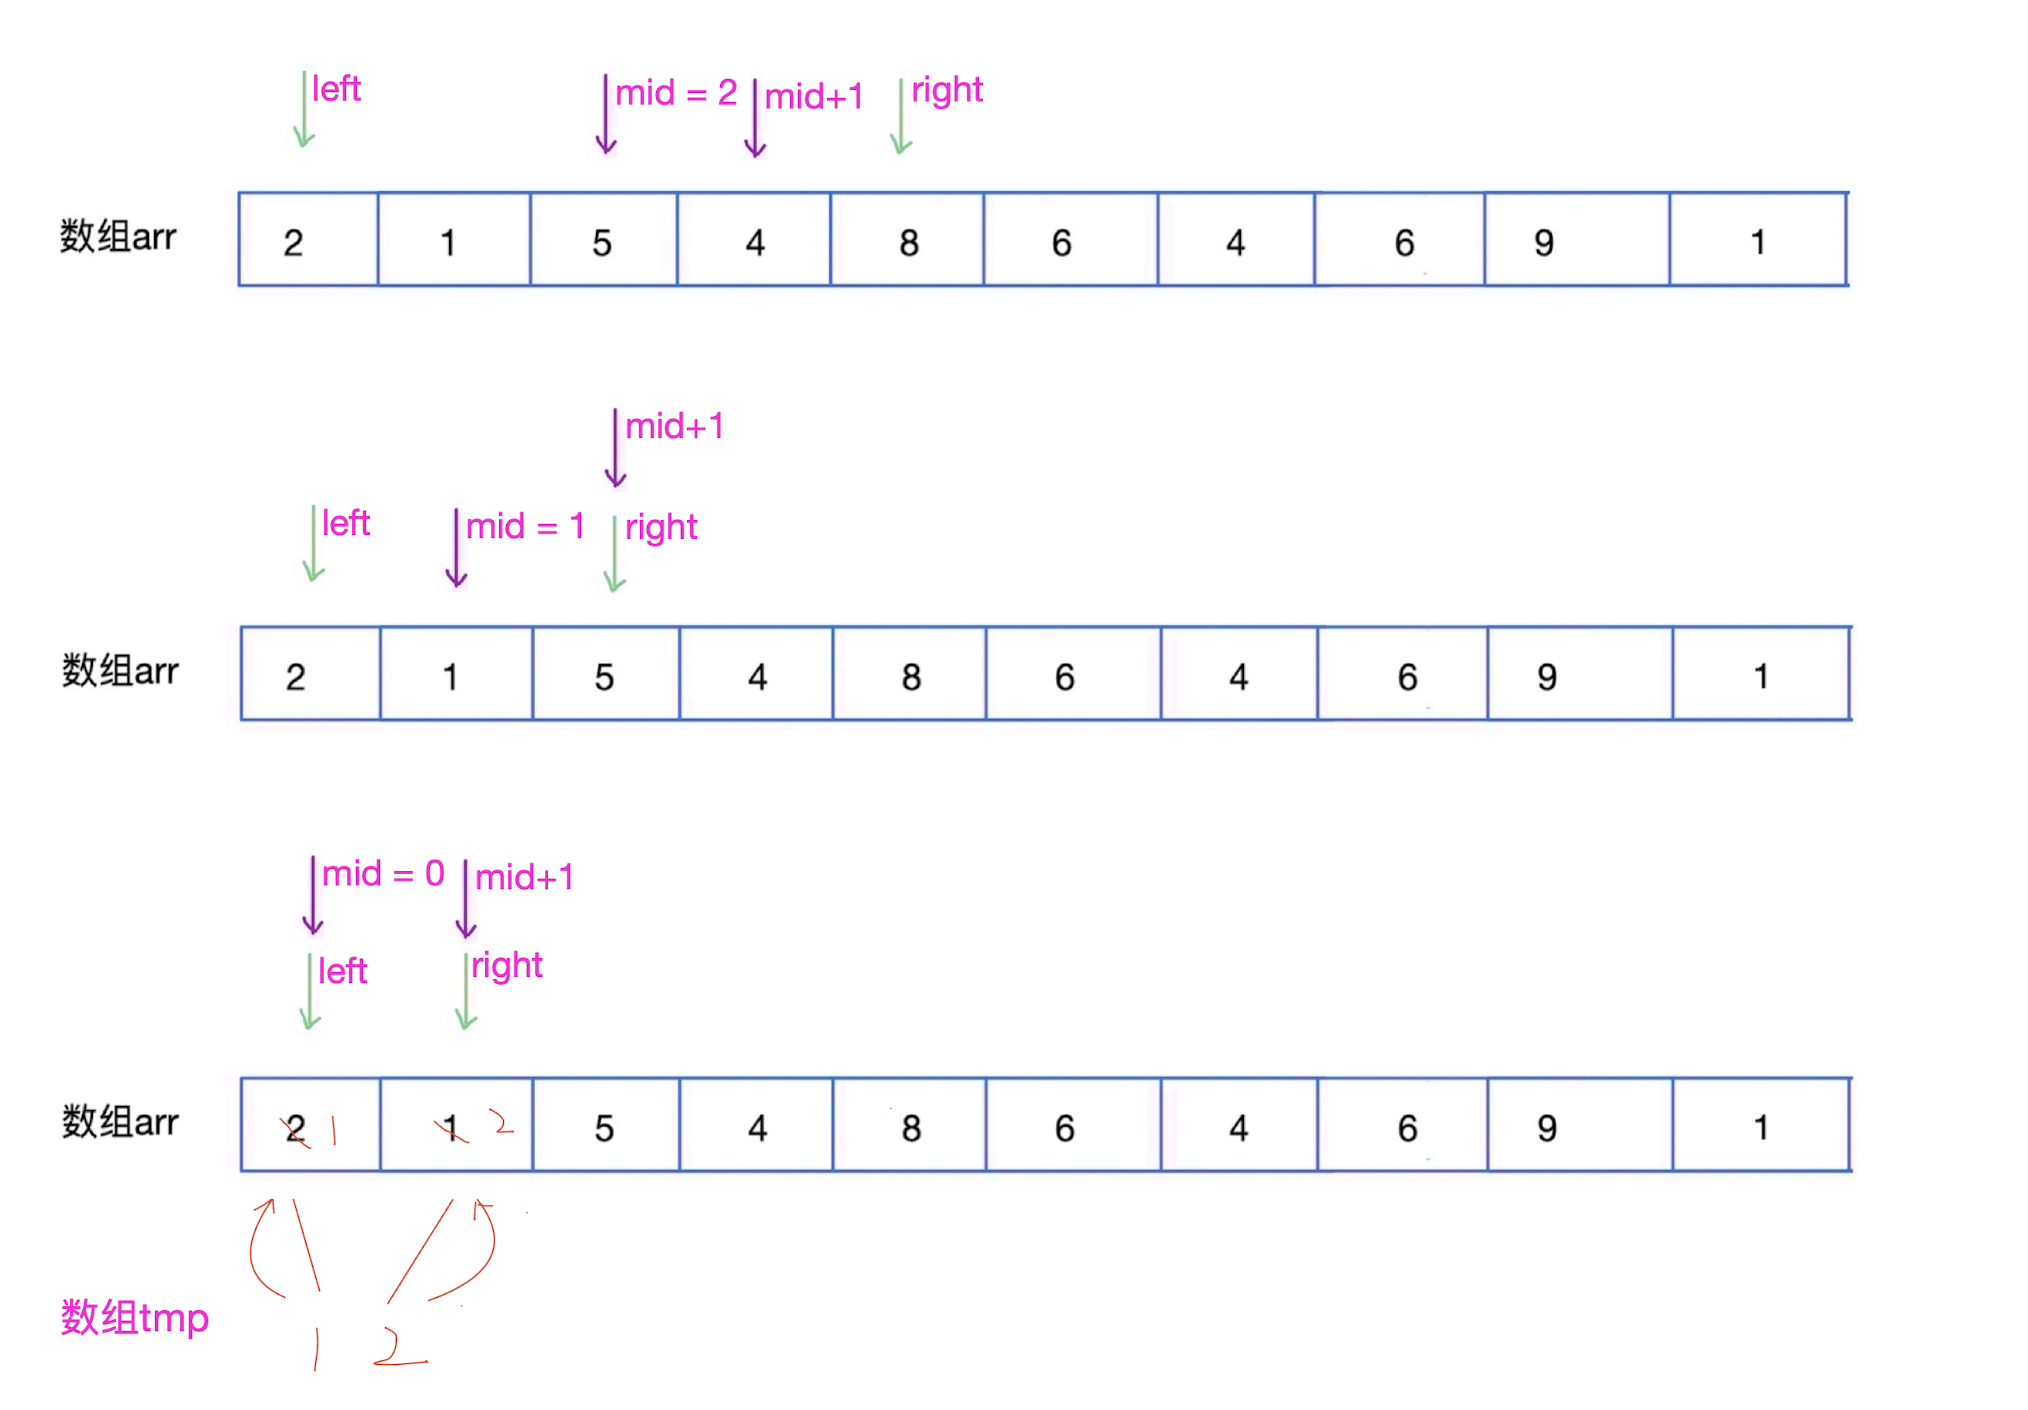 left mid = 2 mid+1 right
数组arr 2 1 5 4 8 6 4 6 9 1
mid+1
left mid = 1 right
数组arr 2 1 5 4 8 6 4 6 9 1
mid = 0 mid+1
left right
数组arr 2 1 1 2 5 4 8 6 4 6 9 1
数组tmp
1 2